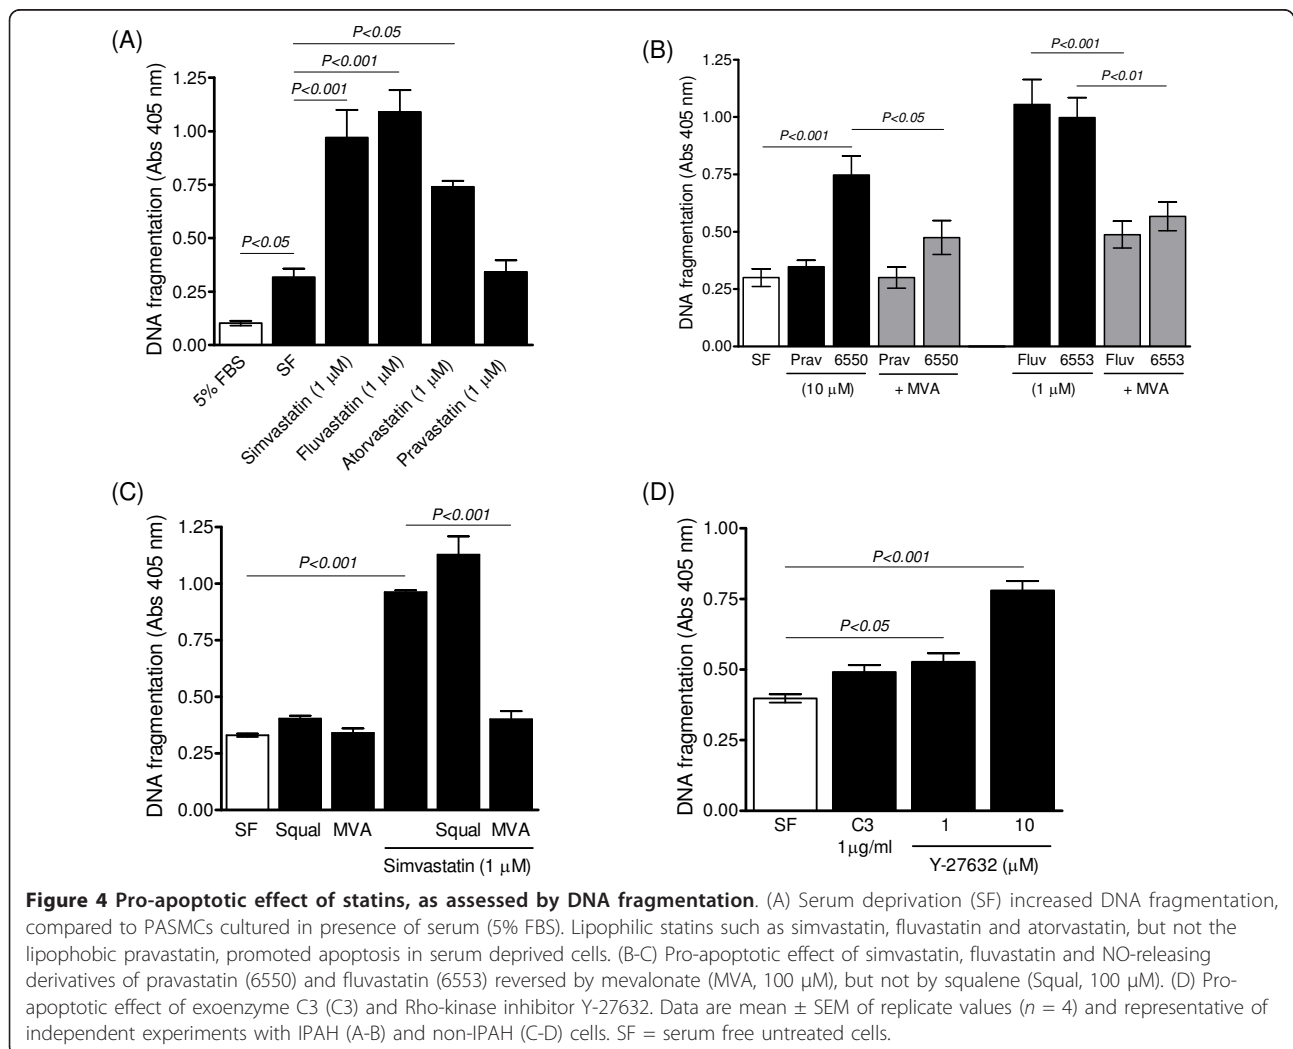 (A)
P<0.05
P<0.001
P<0.001
P<0.05
DNA fragmentation (Abs 405 nm)
1.25
1.00
0.75
0.50
0.25
0.00
5% FBS
SF
Simvastatin (1 μM)
Fluvastatin (1 μM)
Atorvastatin (1 μM)
Pravastatin (1 μM)
(B)
P<0.001
P<0.01
P<0.001
P<0.05
DNA fragmentation (Abs 405 nm)
1.25
1.00
0.75
0.50
0.25
0.00
SF Prav 6550 Prav 6550 Fluv 6553 Fluv 6553
(10 μM) + MVA (1 μM) + MVA
(C)
P<0.001
P<0.001
DNA fragmentation (Abs 405 nm)
1.25
1.00
0.75
0.50
0.25
0.00
SF Squal MVA Squal MVA
Simvastatin (1 μM)
(D)
P<0.001
P<0.05
DNA fragmentation (Abs 405 nm)
1.00
0.75
0.50
0.25
0.00
SF C3 1 10
1μg/ml Y-27632 (μM)
Figure 4 Pro-apoptotic effect of statins, as assessed by DNA fragmentation. (A) Serum deprivation (SF) increased DNA fragmentation,
compared to PASMCs cultured in presence of serum (5% FBS). Lipophilic statins such as simvastatin, fluvastatin and atorvastatin, but not the
lipophobic pravastatin, promoted apoptosis in serum deprived cells. (B-C) Pro-apoptotic effect of simvastatin, fluvastatin and NO-releasing
derivatives of pravastatin (6550) and fluvastatin (6553) reversed by mevalonate (MVA, 100 μM), but not by squalene (Squal, 100 μM). (D) Pro-
apoptotic effect of exoenzyme C3 (C3) and Rho-kinase inhibitor Y-27632. Data are mean ± SEM of replicate values (n = 4) and representative of
independent experiments with IPAH (A-B) and non-IPAH (C-D) cells. SF = serum free untreated cells.